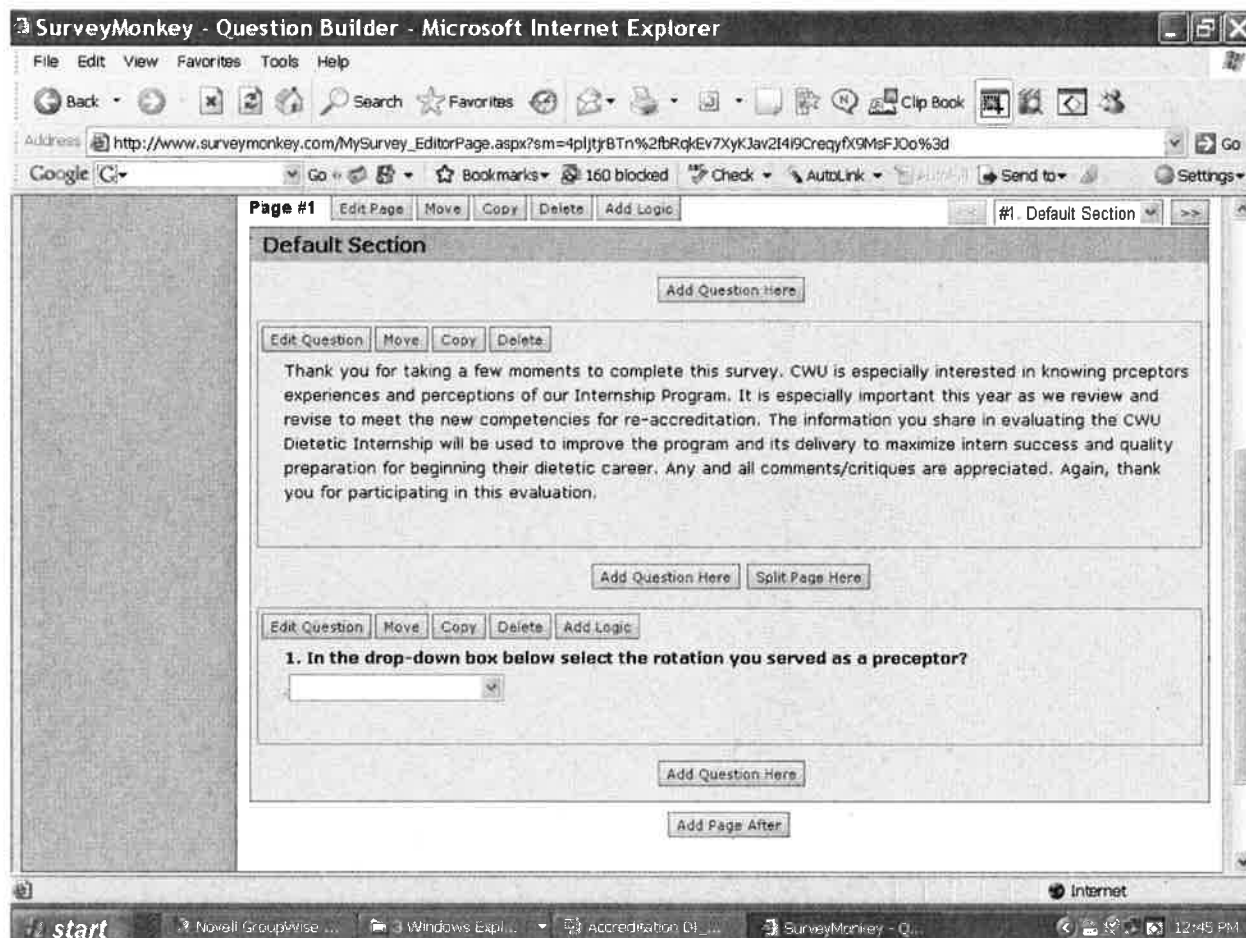 SurveyMonkey - Question Builder - Microsoft Internet Explorer
File Edit View Favorites Tools Help
Back Search Favorites Clip Book
Address http://www.surveymonkey.com/MySurvey_EditorPage.aspx?sm=4pljtjrBTn%2fbRqkEv7XyKJav2I4i9CreqyfX9MsFJOo%3d Go
Google Go Bookmarks 160 blocked Check AutoLink Send to Settings
Page #1 Edit Page Move Copy Delete Add Logic << #1. Default Section >>
Default Section
Add Question Here
Edit Question Move Copy Delete
Thank you for taking a few moments to complete this survey. CWU is especially interested in knowing prceptors
experiences and perceptions of our Internship Program. It is especially important this year as we review and
revise to meet the new competencies for re-accreditation. The information you share in evaluating the CWU
Dietetic Internship will be used to improve the program and its delivery to maximize intern success and quality
preparation for beginning their dietetic career. Any and all comments/critiques are appreciated. Again, thank
you for participating in this evaluation.
Add Question Here Split Page Here
Edit Question Move Copy Delete Add Logic
1. In the drop-down box below select the rotation you served as a preceptor?
Add Question Here
Add Page After
Internet
start Novell GroupWise ... 3 Windows Expl... Accreditation DI_... SurveyMonkey - Q... 12:45 PM